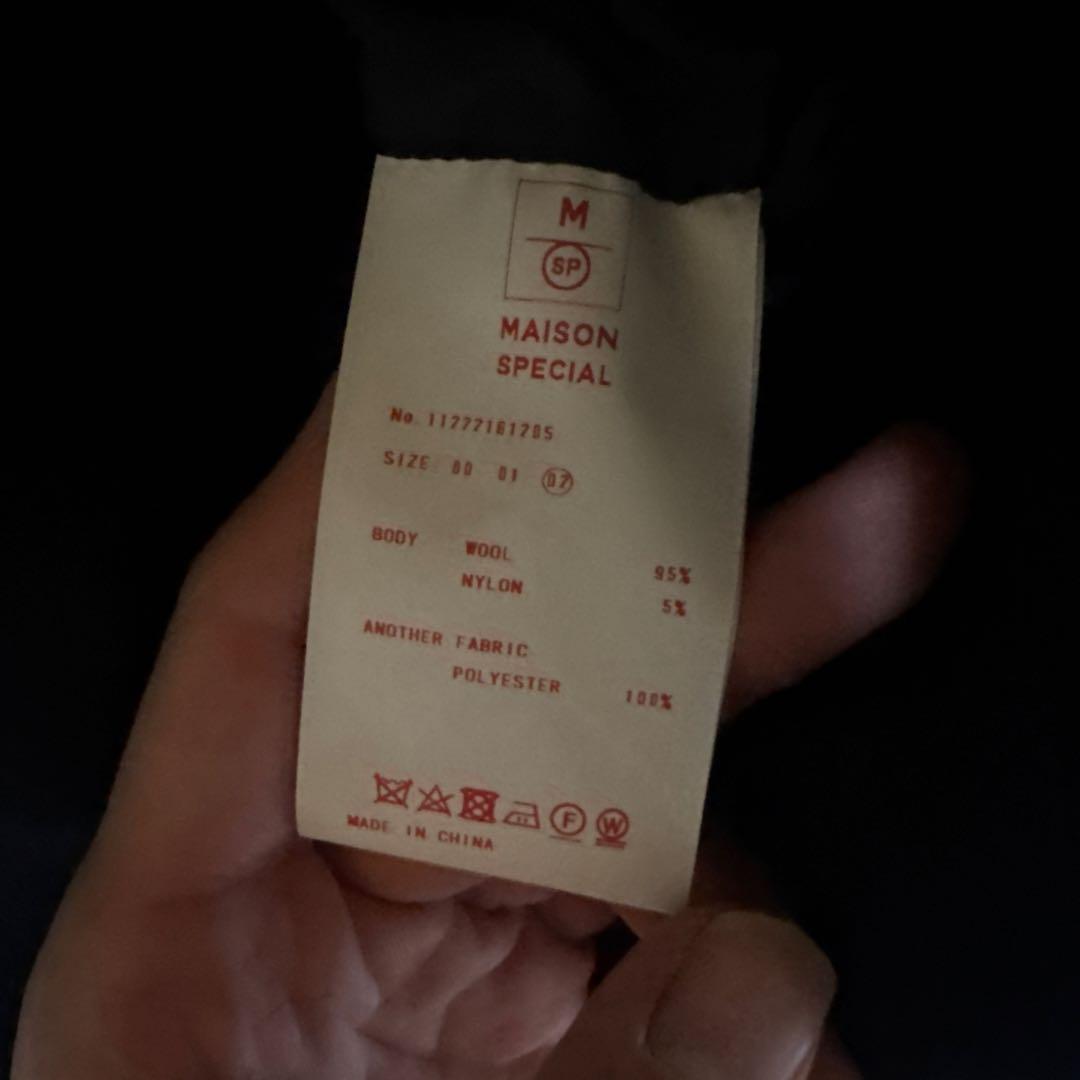 M
SP
MAISON
SPECIAL
No. 11222161205
SIZE 00 01 02
BODY WOOL 95%
NYLON 5%
ANOTHER FABRIC
POLYESTER 100%
F W
MADE IN CHINA